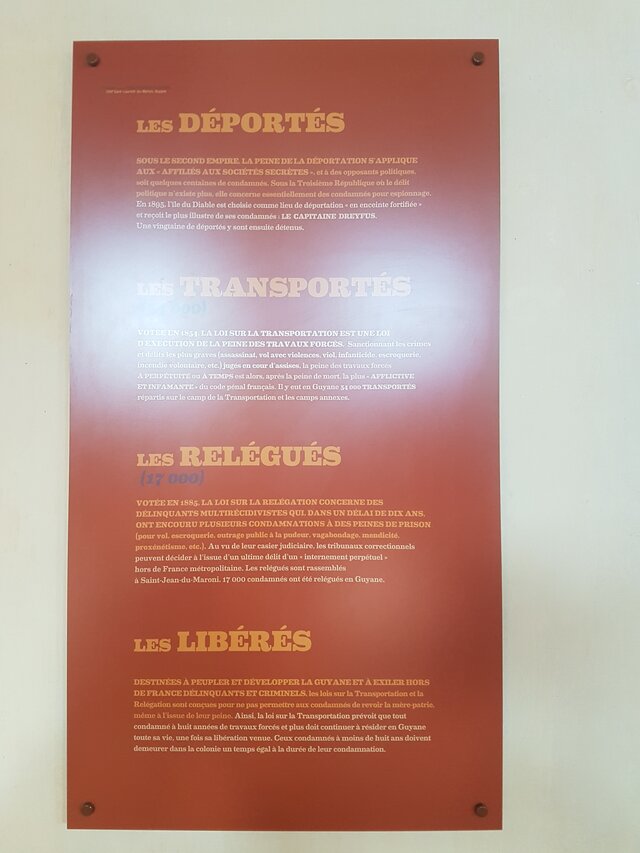 LES DÉPORTÉS
SOUS LE SECOND EMPIRE, LA PEINE DE LA DÉPORTATION S'APPLIQUE
AUX « AFFILIÉS AUX SOCIÉTÉS SECRÈTES », et à des opposants politiques,
soit quelques centaines de condamnés. Sous la Troisième République où le délit
politique n'existe plus, elle concerne essentiellement des condamnés pour espionnage.
En 1895, l'île du Diable est choisie comme lieu de déportation « en enceinte fortifiée »
et reçoit le plus illustre de ses condamnés : LE CAPITAINE DREYFUS.
Une vingtaine de déportés y sont ensuite détenus.
LES TRANSPORTÉS
VOTÉE EN 1854, LA LOI SUR LA TRANSPORTATION EST UNE LOI
D'EXÉCUTION DE LA PEINE DES TRAVAUX FORCÉS. Sanctionnant les crimes
et délits les plus graves (assassinat, vol avec violences, viol, infanticide, escroquerie,
incendie volontaire, etc.) jugés en cour d'assises, la peine des travaux forcés
À PERPÉTUITÉ OU À TEMPS est alors, après la peine de mort, la plus « AFFLICTIVE
ET INFAMANTE » du code pénal français. Il y eut en Guyane 54 000 TRANSPORTÉS
répartis sur le camp de la Transportation et les camps annexes.
LES RELÉGUÉS
(17 000)
VOTÉE EN 1885, LA LOI SUR LA RELÉGATION CONCERNE DES
DÉLINQUANTS MULTIRÉCIDIVISTES QUI, DANS UN DÉLAI DE DIX ANS,
ONT ENCOURU PLUSIEURS CONDAMNATIONS À DES PEINES DE PRISON
(pour vol, escroquerie, outrage public à la pudeur, vagabondage, mendicité,
proxénétisme, etc.). Au vu de leur casier judiciaire, les tribunaux correctionnels
peuvent décider à l'issue d'un ultime délit d'un « internement perpétuel »
hors de France métropolitaine. Les relégués sont rassemblés
à Saint-Jean-du-Maroni. 17 000 condamnés ont été relégués en Guyane.
LES LIBÉRÉS
DESTINÉES À PEUPLER ET DÉVELOPPER LA GUYANE ET À EXILER HORS
DE FRANCE DÉLINQUANTS ET CRIMINELS, les lois sur la Transportation et la
Relégation sont conçues pour ne pas permettre aux condamnés de revoir la mère-patrie,
même à l'issue de leur peine. Ainsi, la loi sur la Transportation prévoit que tout
condamné à huit années de travaux forcés et plus doit continuer à résider en Guyane
toute sa vie, une fois sa libération venue. Ceux condamnés à moins de huit ans doivent
demeurer dans la colonie un temps égal à la durée de leur condamnation.